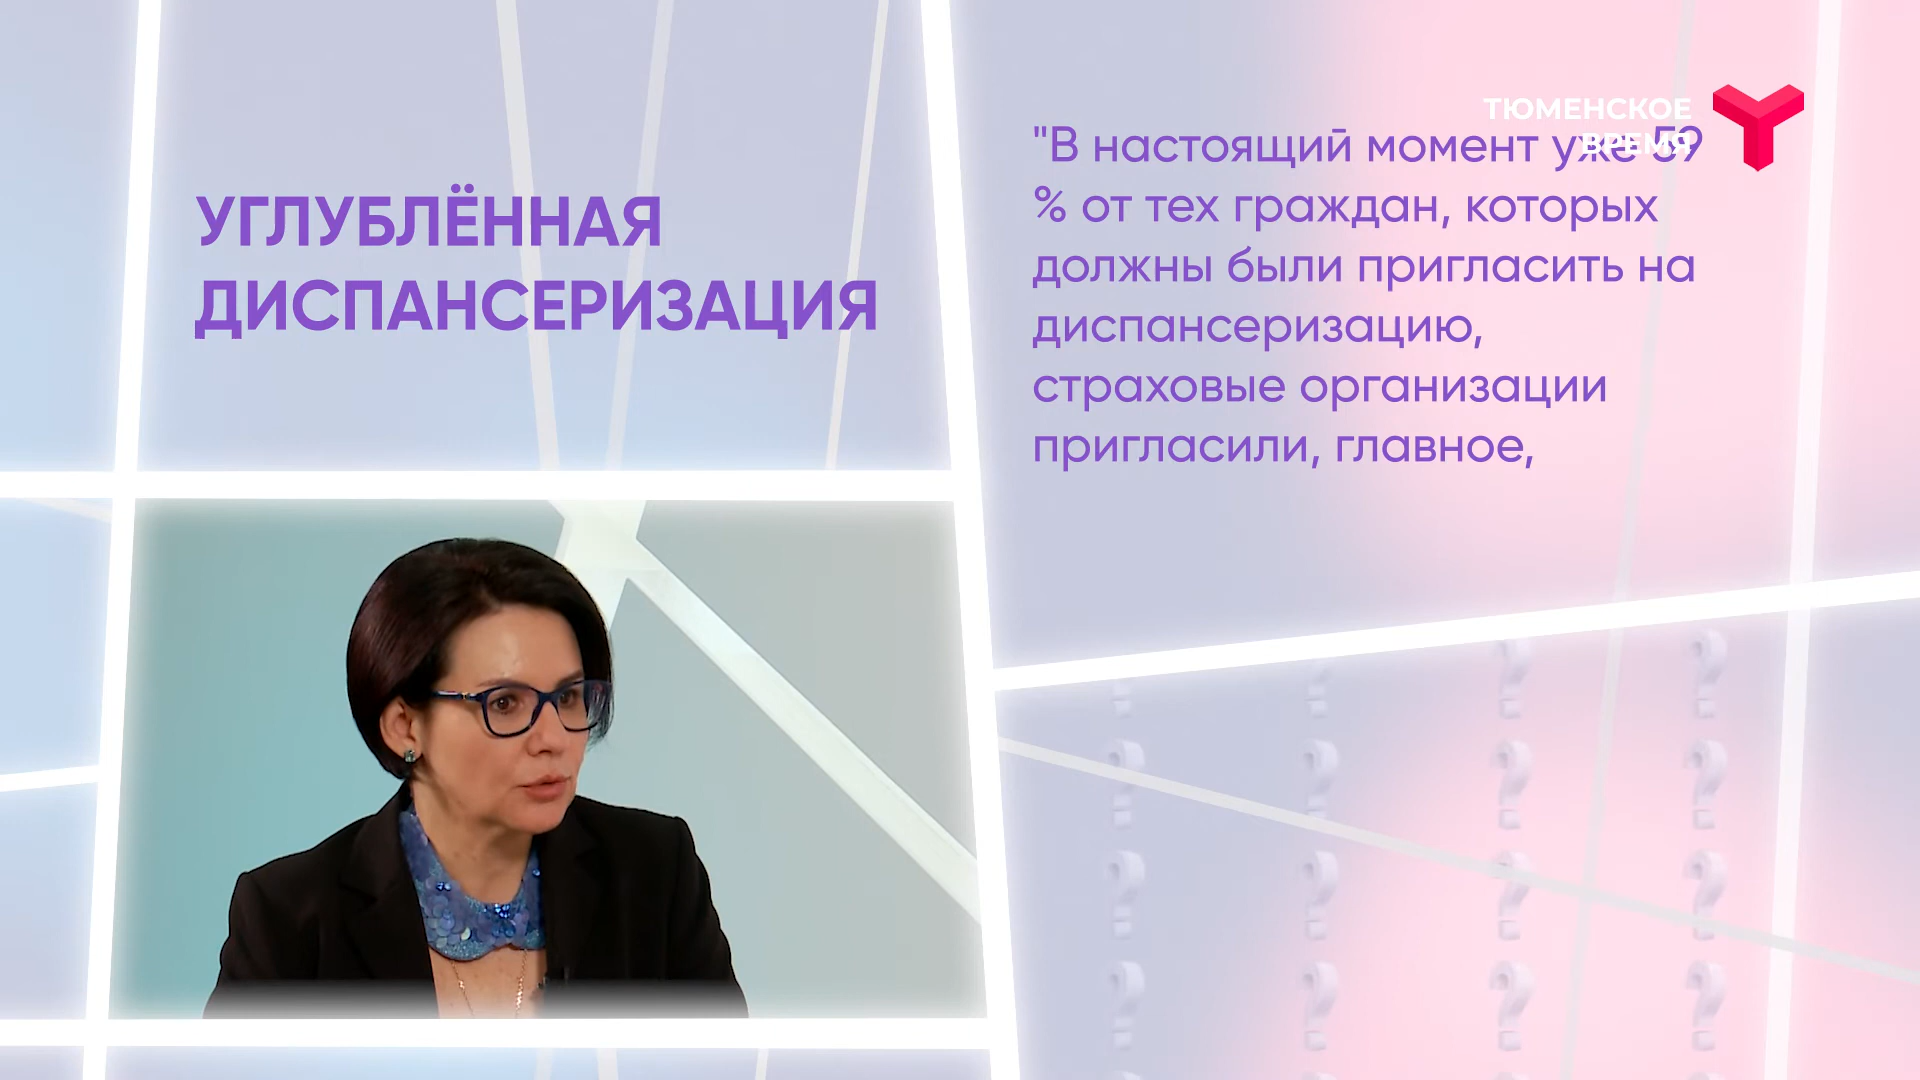 ТЮМЕНСКОЕ
ВРЕМЯ
УГЛУБЛЁННАЯ
ДИСПАНСЕРИЗАЦИЯ
"В настоящий момент уже 59
% от тех граждан, которых
должны были пригласить на
диспансеризацию,
страховые организации
пригласили, главное,